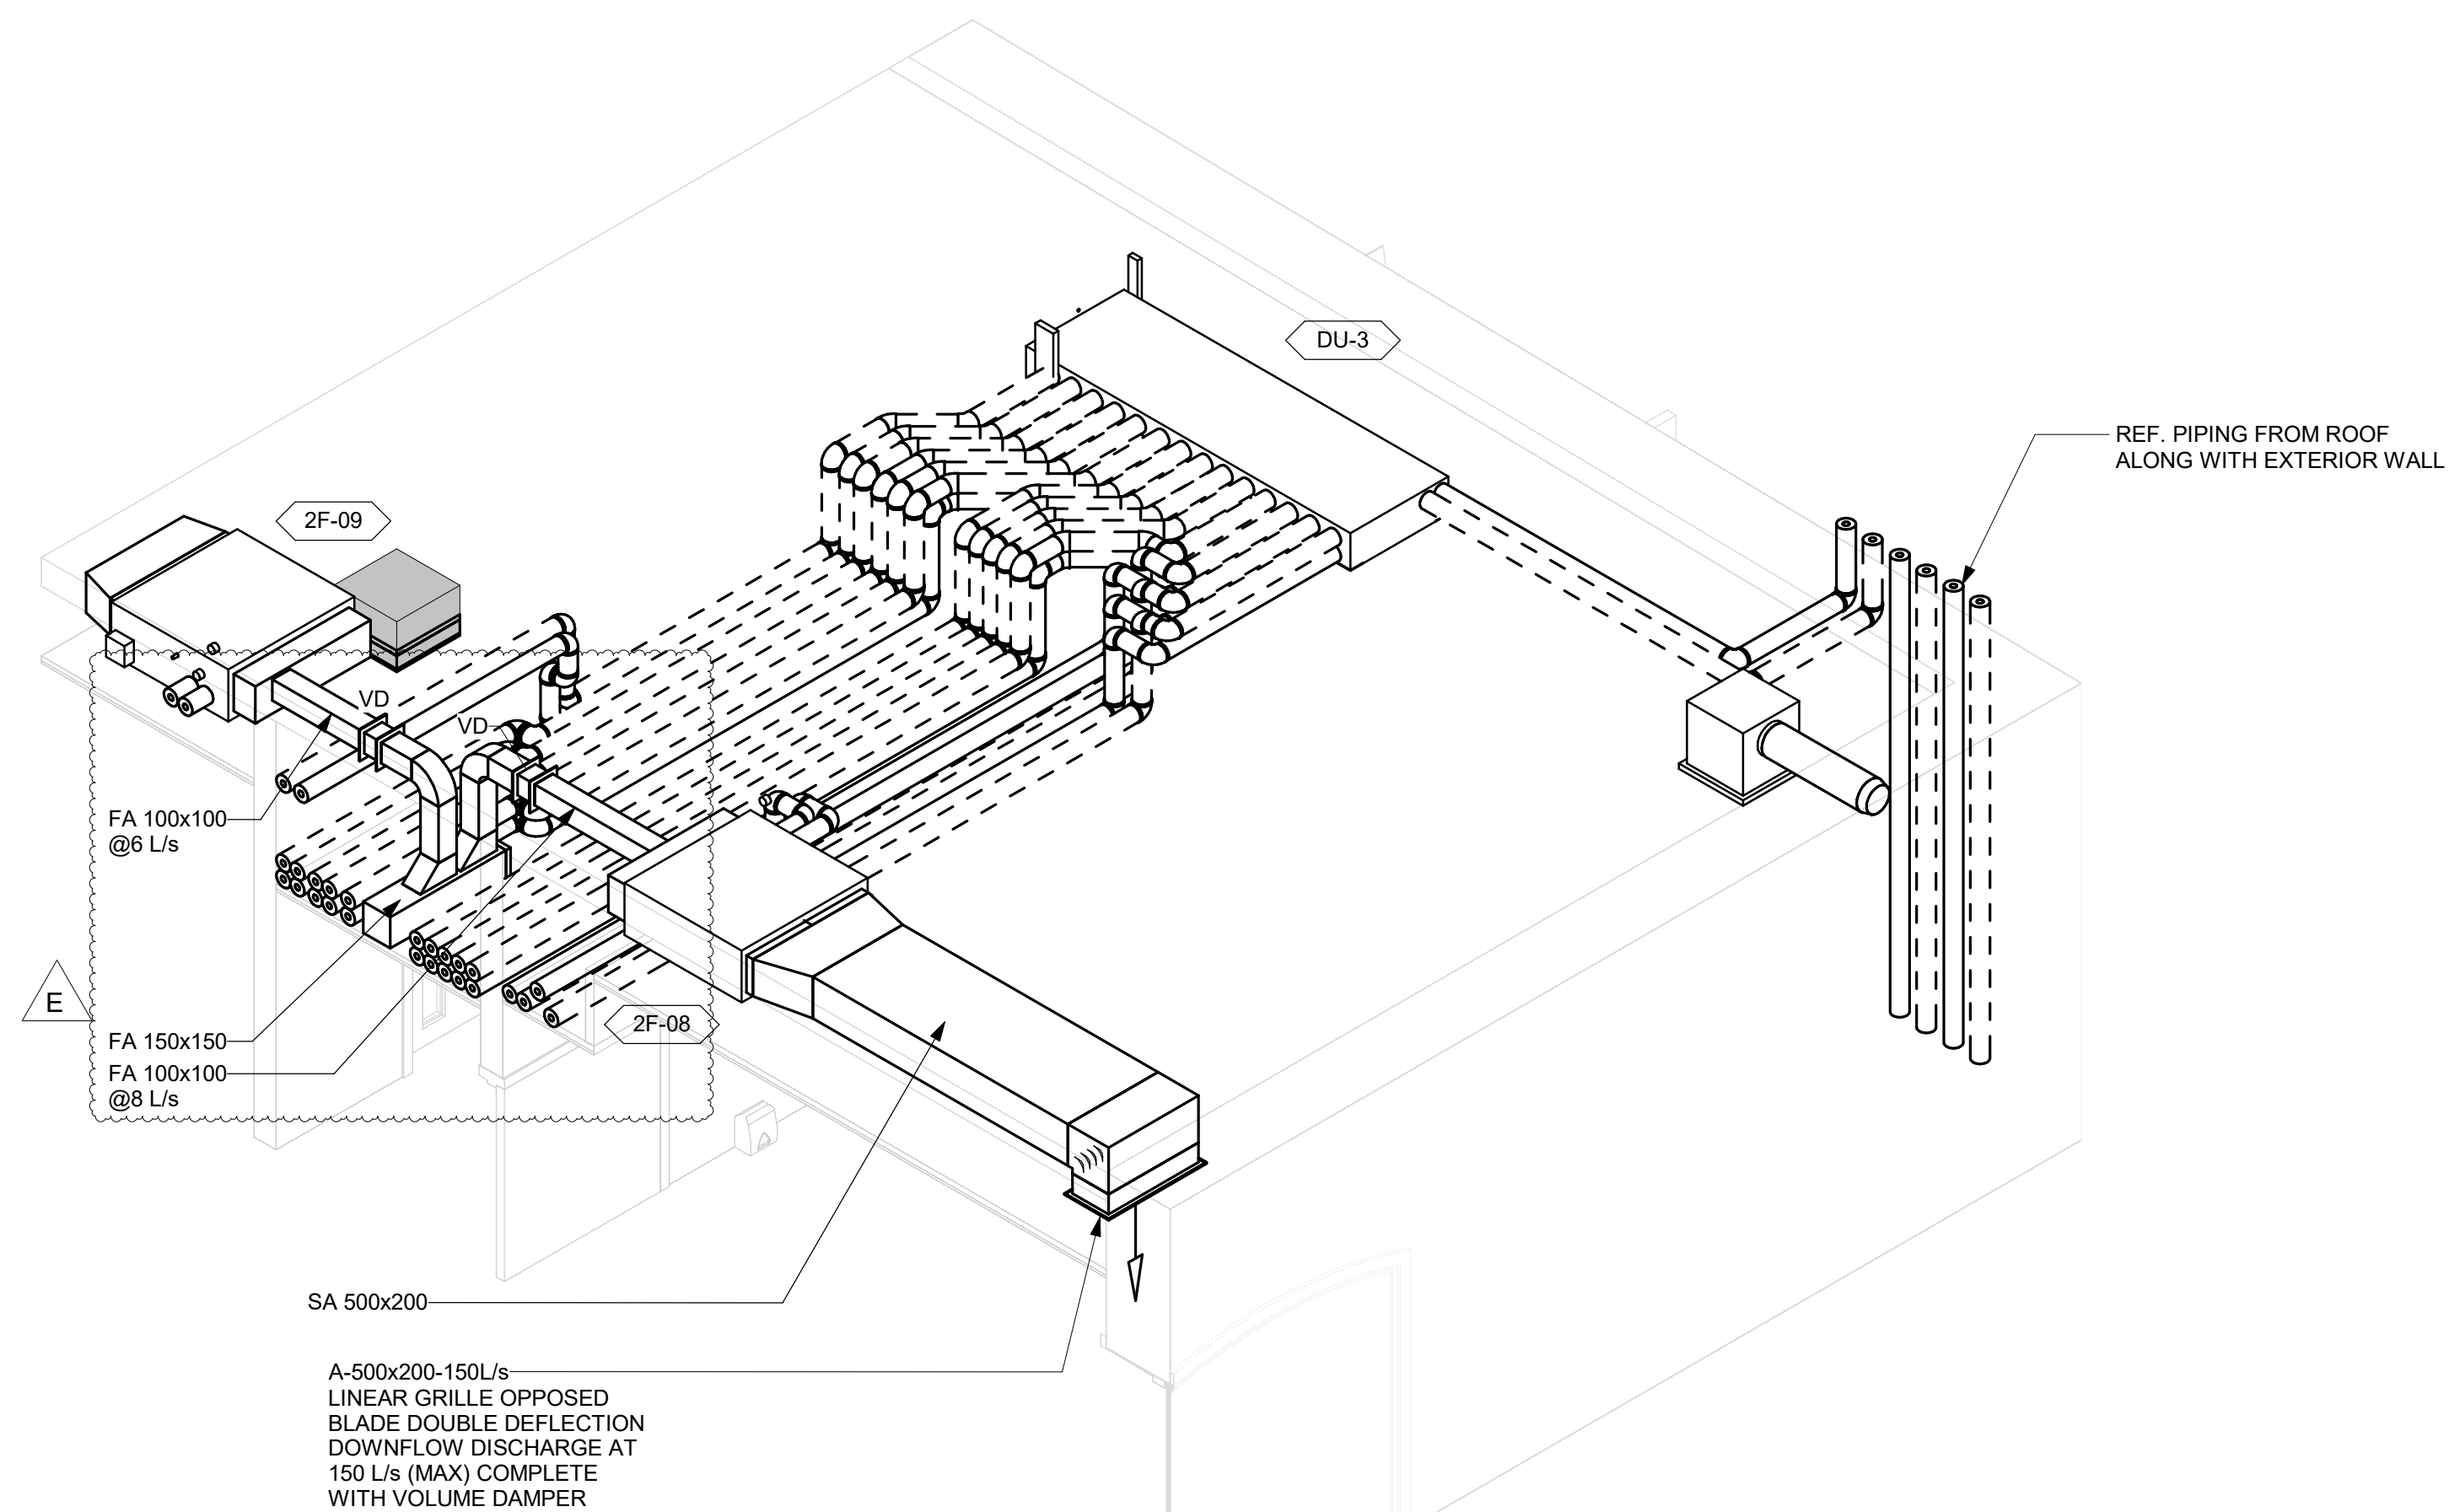 DU-3
REF. PIPING FROM ROOF
ALONG WITH EXTERIOR WALL
2F-09
VD
VD
FA 100x100
@6 L/s
E
FA 150x150
FA 100x100
@8 L/s
2F-08
SA 500x200
A-500x200-150L/s
LINEAR GRILLE OPPOSED
BLADE DOUBLE DEFLECTION
DOWNFLOW DISCHARGE AT
150 L/s (MAX) COMPLETE
WITH VOLUME DAMPER